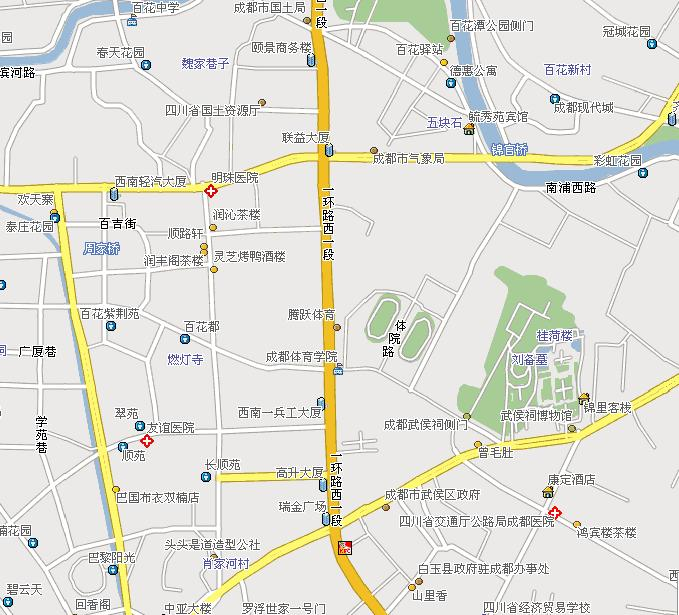 百花中学
成都市国土局
一段
百花潭公园侧门
冠城花园
园
颐景商务楼
百花驿站
春天花园
魏家巷子
德惠公寓
百花新村
滨河路
四川省国土资源厅
成都现代城
毓秀苑宾馆
五块石
联益大厦
锦官桥
成都市气象局
彩虹花园
明珠医院
西南轻汽大厦
南浦西路
欢天寨
润沁茶楼
百吉街
泰庄花园
一环路西一段
顺路轩
周家桥
润丰阁茶楼
灵芝烤鸭酒楼
百花紫荆苑
腾跃体育
百花郡
体院路
桂荷楼
广厦巷
燃灯寺
成都体育学院
刘备墓
翠苑
西南一兵工大厦
锦里客栈
学苑巷
友谊医院
成都武侯祠侧门
武侯祠博物馆
顺苑
曾毛肚
长顺苑
高升大厦
一环路西一段
康定酒店
巴国布衣双楠店
成都市武侯区政府
瑞金广场
四川省交通厅公路局成都医院
南花园
鸿宾楼茶楼
头头是道造型公社
KFC
巴黎阳光
肖家河村
白玉县政府驻成都办事处
碧云天
山里香
回香阁
中亚大楼
罗浮世家一号门
四川省经济贸易学校